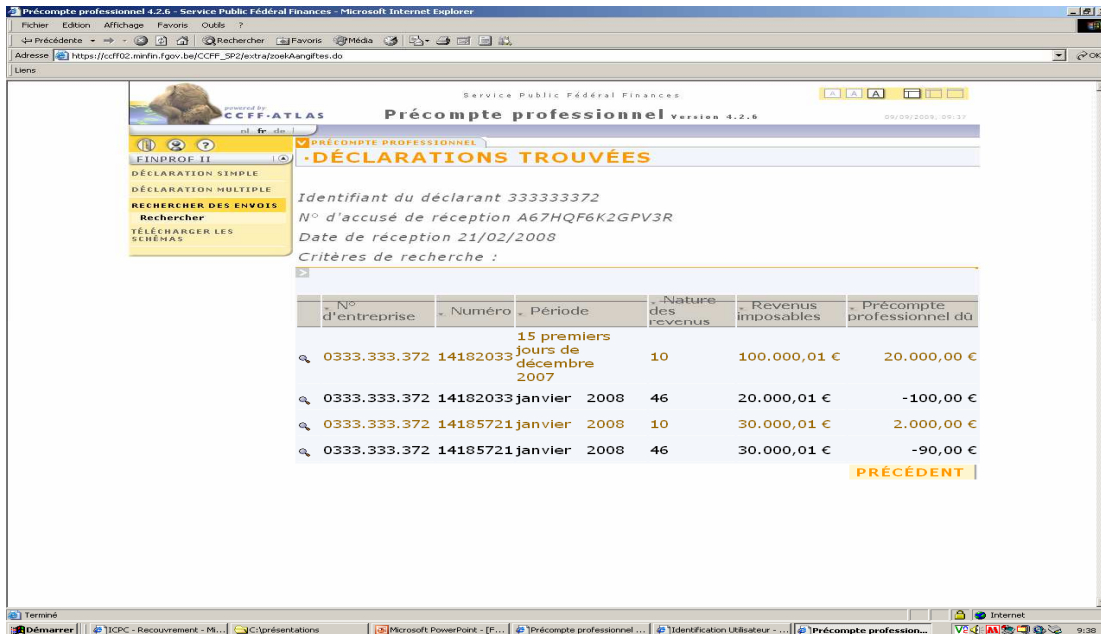 Précompte professionnel 4.2.6 - Service Public Fédéral Finances - Microsoft Internet Explorer
Fichier Edition Affichage Favoris Outils ?
Précédente Rechercher Favoris Média
Adresse https://ccff02.minfin.fgov.be/CCFF_SP2/extra/zoekAangiftes.do OK
Liens
Service Public Fédéral Finances
A A A
powered by
CCFF-ATLAS
Précompte professionnel Version 4.2.6
09/09/2009, 09:37
nl fr de
PRÉCOMPTE PROFESSIONNEL
FINPROF II
·DÉCLARATIONS TROUVÉES
DÉCLARATION SIMPLE
DÉCLARATION MULTIPLE
RECHERCHER DES ENVOIS
Rechercher
TÉLÉCHARGER LES
SCHÉMAS
Identifiant du déclarant 333333372
N° d'accusé de réception A67HQF6K2GPV3R
Date de réception 21/02/2008
Critères de recherche :
N° d'entreprise Numéro Période Nature des revenus Revenus imposables Précompte professionnel dû
0333.333.372 14182033 15 premiers jours de décembre 2007 10 100.000,01 € 20.000,00 €
0333.333.372 14182033 janvier 2008 46 20.000,01 € -100,00 €
0333.333.372 14185721 janvier 2008 10 30.000,01 € 2.000,00 €
0333.333.372 14185721 janvier 2008 46 30.000,01 € -90,00 €
PRÉCÉDENT
Terminé Internet
Démarrer ICPC - Recouvrement - Mi... C:\présentations Microsoft PowerPoint - [F... Précompte professionnel ... Identification Utilisateur - ... Précompte profession... 9:38